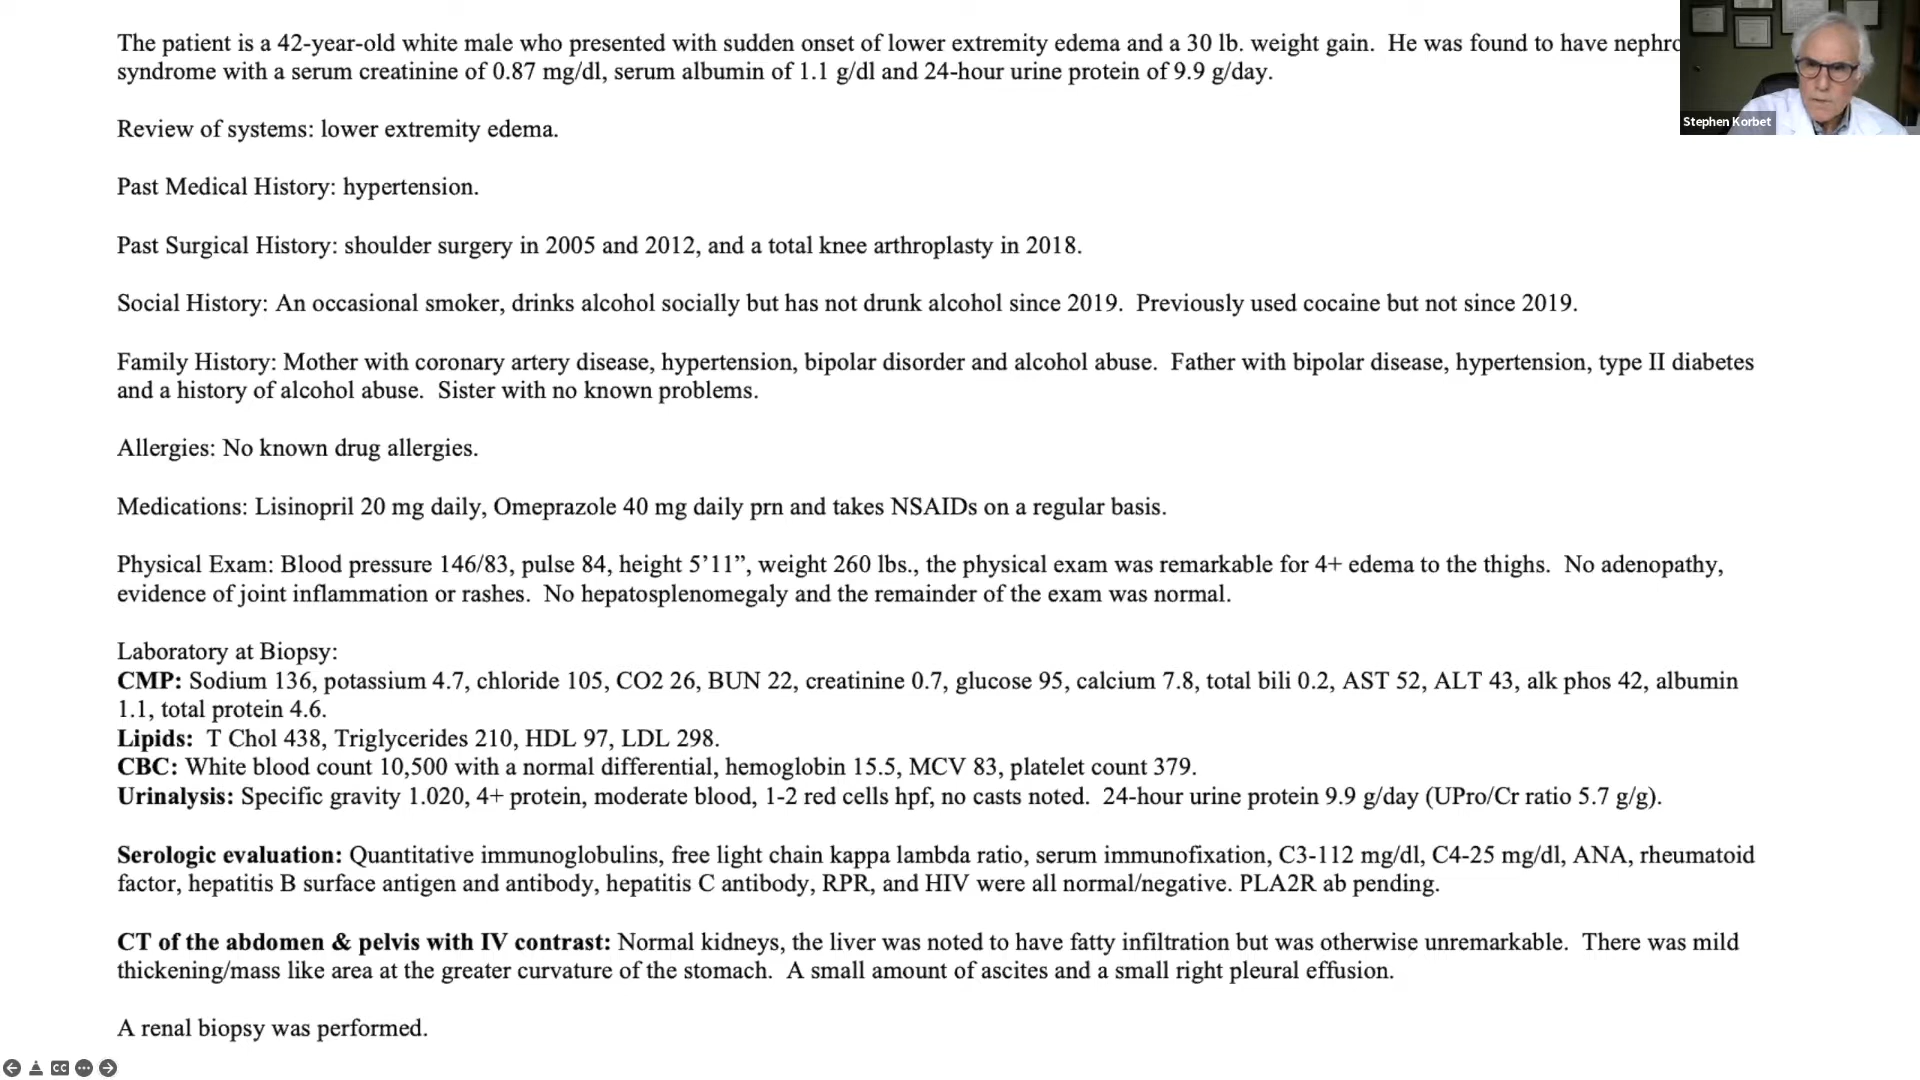 The patient is a 42-year-old white male who presented with sudden onset of lower extremity edema and a 30 lb. weight gain.  He was found to have nephro
syndrome with a serum creatinine of 0.87 mg/dl, serum albumin of 1.1 g/dl and 24-hour urine protein of 9.9 g/day.
Stephen Korbet
Review of systems: lower extremity edema.
Past Medical History: hypertension.
Past Surgical History: shoulder surgery in 2005 and 2012, and a total knee arthroplasty in 2018.
Social History: An occasional smoker, drinks alcohol socially but has not drunk alcohol since 2019.  Previously used cocaine but not since 2019.
Family History: Mother with coronary artery disease, hypertension, bipolar disorder and alcohol abuse.  Father with bipolar disease, hypertension, type II diabetes
and a history of alcohol abuse.  Sister with no known problems.
Allergies: No known drug allergies.
Medications: Lisinopril 20 mg daily, Omeprazole 40 mg daily prn and takes NSAIDs on a regular basis.
Physical Exam: Blood pressure 146/83, pulse 84, height 5’11”, weight 260 lbs., the physical exam was remarkable for 4+ edema to the thighs.  No adenopathy,
evidence of joint inflammation or rashes.  No hepatosplenomegaly and the remainder of the exam was normal.
Laboratory at Biopsy:
CMP: Sodium 136, potassium 4.7, chloride 105, CO2 26, BUN 22, creatinine 0.7, glucose 95, calcium 7.8, total bili 0.2, AST 52, ALT 43, alk phos 42, albumin
1.1, total protein 4.6.
Lipids:  T Chol 438, Triglycerides 210, HDL 97, LDL 298.
CBC: White blood count 10,500 with a normal differential, hemoglobin 15.5, MCV 83, platelet count 379.
Urinalysis: Specific gravity 1.020, 4+ protein, moderate blood, 1-2 red cells hpf, no casts noted.  24-hour urine protein 9.9 g/day (UPro/Cr ratio 5.7 g/g).
Serologic evaluation: Quantitative immunoglobulins, free light chain kappa lambda ratio, serum immunofixation, C3-112 mg/dl, C4-25 mg/dl, ANA, rheumatoid
factor, hepatitis B surface antigen and antibody, hepatitis C antibody, RPR, and HIV were all normal/negative. PLA2R ab pending.
CT of the abdomen & pelvis with IV contrast: Normal kidneys, the liver was noted to have fatty infiltration but was otherwise unremarkable.  There was mild
thickening/mass like area at the greater curvature of the stomach.  A small amount of ascites and a small right pleural effusion.
A renal biopsy was performed.
CC